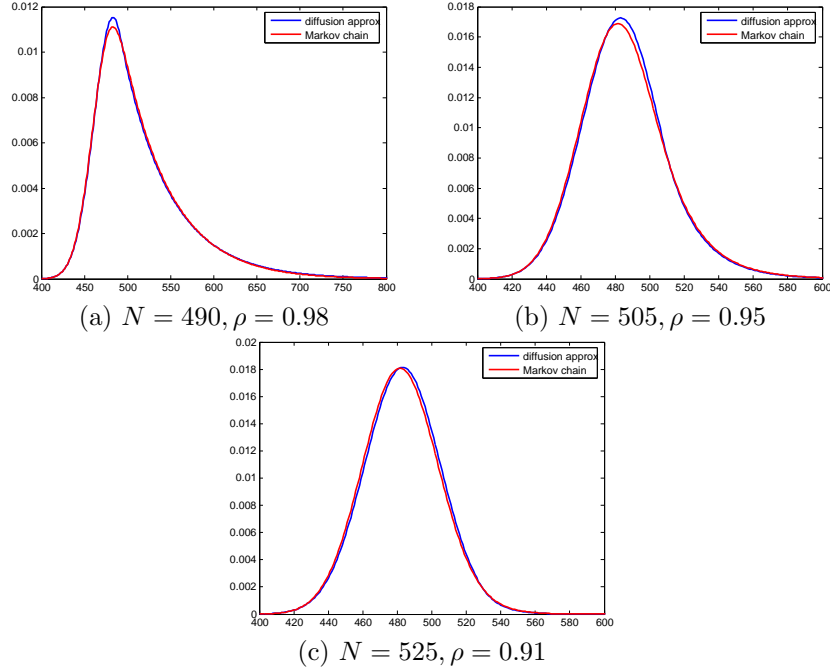 0.012
0.01
0.008
0.006
0.004
0.002
0
400 450 500 550 600 650 700 750 800
diffusion approx
Markov chain
(a) N = 490, ρ = 0.98
0.018
0.016
0.014
0.012
0.01
0.008
0.006
0.004
0.002
0
400 420 440 460 480 500 520 540 560 580 600
diffusion approx
Markov chain
(b) N = 505, ρ = 0.95
0.02
0.018
0.016
0.014
0.012
0.01
0.008
0.006
0.004
0.002
0
400 420 440 460 480 500 520 540 560 580 600
diffusion approx
Markov chain
(c) N = 525, ρ = 0.91